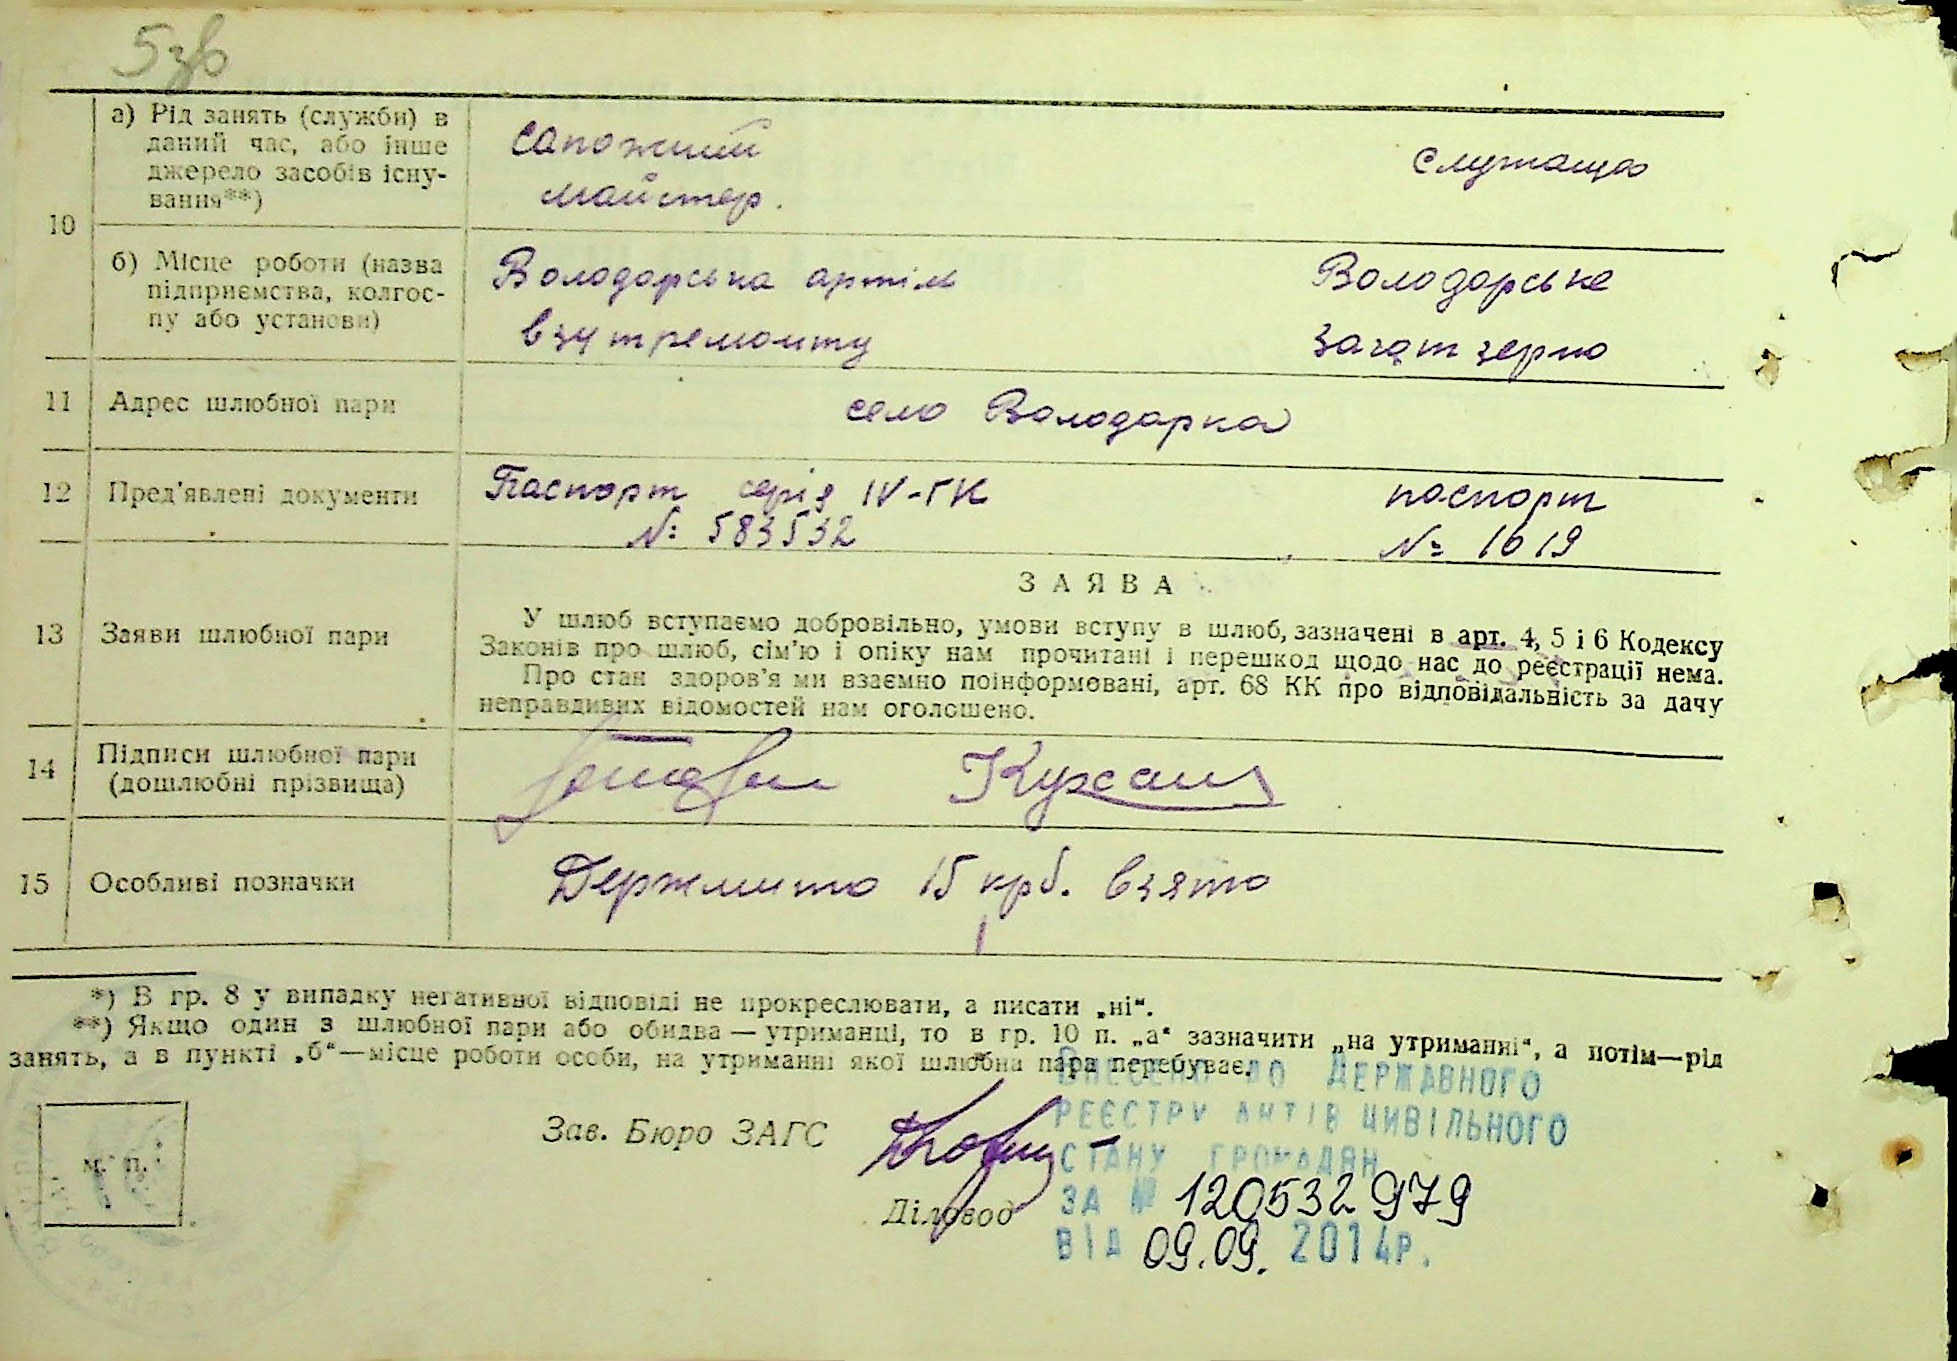 5зв
10
а) Рід занять (служби) в
даний час, або інше
джерело засобів існу-
вання**)
сапожний
майстер.
служащая
б) Місце роботи (назва
підприємства, колгос-
пу або установи)
Володарська артіль
взутремонту
Володарське
Заготзерно
11 Адрес шлюбної пари
село Володарка
12 Пред'явлені документи
Паспорт серія IV-ГК
№ 583532
паспорт
№ 1619
13 Заяви шлюбної пари
ЗАЯВА
У шлюб вступаємо добровільно, умови вступу в шлюб, зазначені в арт. 4, 5 і 6 Кодексу
Законів про шлюб, сім'ю і опіку нам прочитані і перешкод щодо нас до реєстрації нема.
Про стан здоров'я ми взаємно поінформовані, арт. 68 КК про відповідальність за дачу
неправдивих відомостей нам оголошено.
14 Підписи шлюбної пари
(дошлюбні прізвища)
15 Особливі позначки
Держмито 15 крб. взято
*) В гр. 8 у випадку негативної відповіді не прокреслювати, а писати „ні“.
**) Якщо один з шлюбної пари або обидва — утриманці, то в гр. 10 п. „а“ зазначити „на утриманні“, а потім—рід
занять, а в пункті „б“—місце роботи особи, на утриманні якої шлюбна пара перебуває.
м. п.
Зав. Бюро ЗАГС
Діловод
ВНЕСЕНО ДО ДЕРЖАВНОГО
РЕЄСТРУ АКТІВ ЦИВІЛЬНОГО
СТАНУ ГРОМАДЯН
ЗА № 120532979
ВІД 09.09. 2014р.